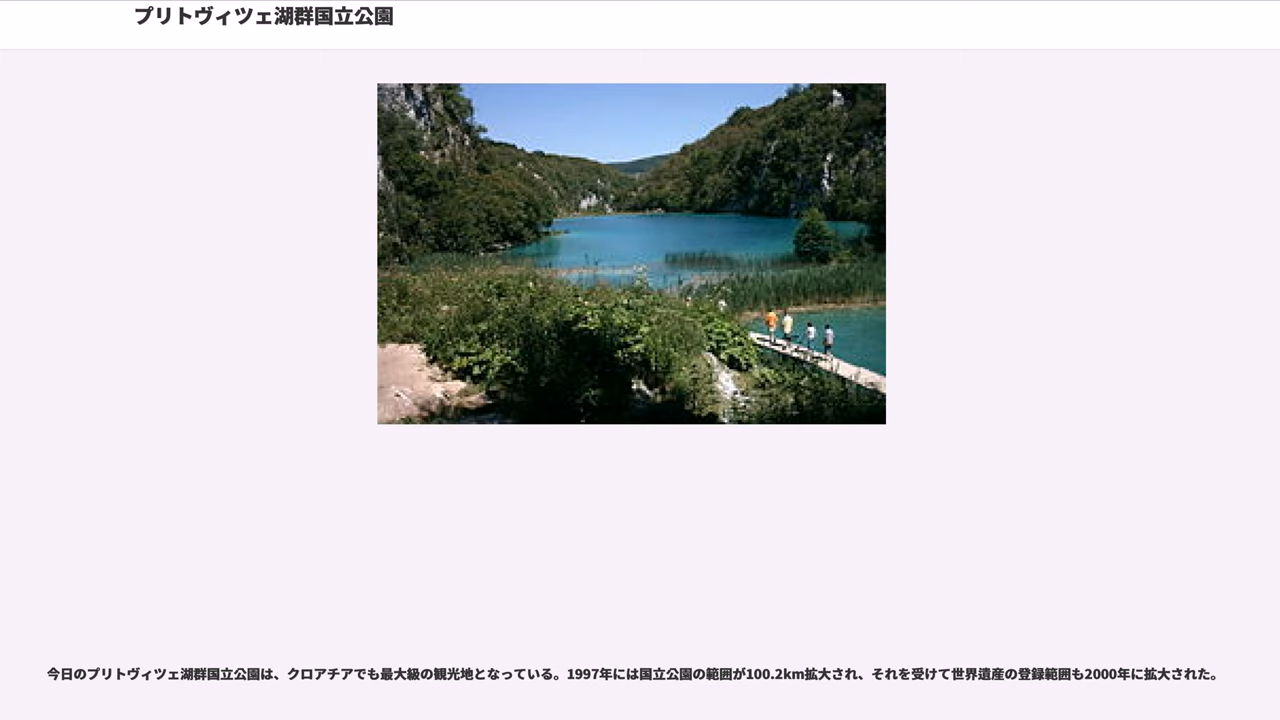 プリトヴィツェ湖群国立公園
今日のプリトヴィツェ湖群国立公園は、クロアチアでも最大級の観光地となっている。1997年には国立公園の範囲が100.2km拡大され、それを受けて世界遺産の登録範囲も2000年に拡大された。